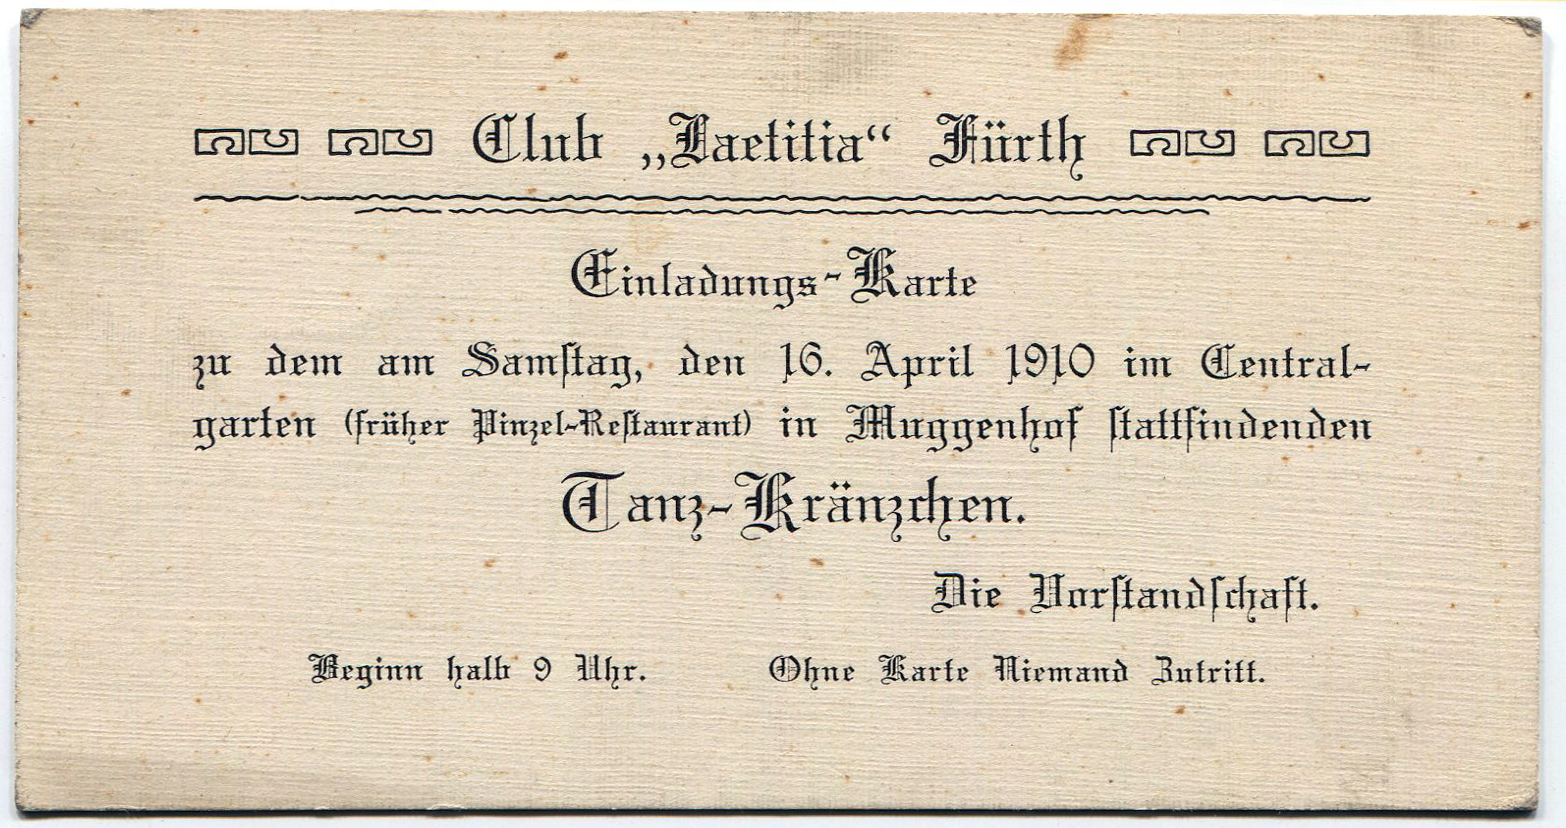 Club „Laetitia“ Fürth
Einladungs-Karte
zu dem am Samſtag, den 16. April 1910 im Central-
garten (früher Pinzel-Reſtaurant) in Muggenhof ſtattfindenden
Tanz-Kränzchen.
Die Vorſtandſchaft.
Beginn halb 9 Uhr. Ohne Karte Niemand Zutritt.